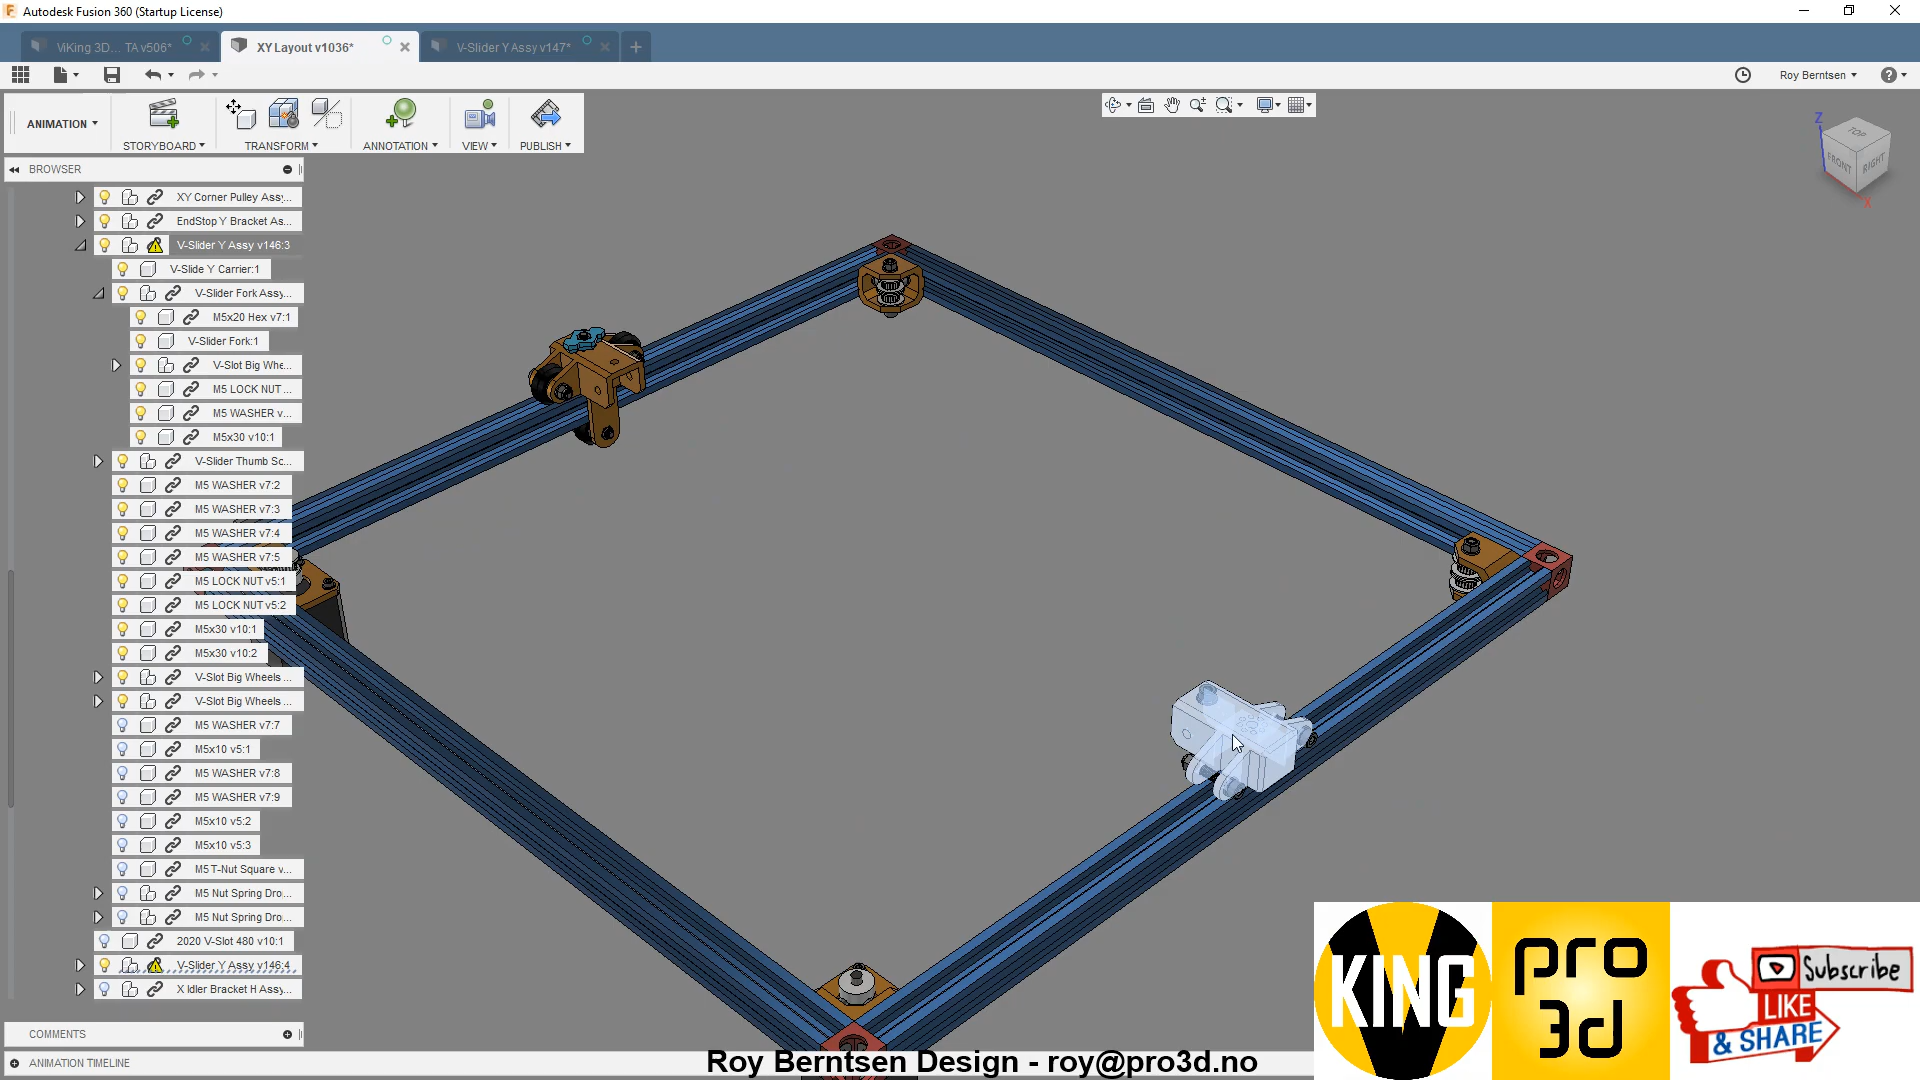 Autodesk Fusion 360 (Startup License)
ViKing 3D... TA v506*
XY Layout v1036*
V-Slider Y Assy v147*
Roy Berntsen
ANIMATION
STORYBOARD
TRANSFORM
ANNOTATION
VIEW
PUBLISH
Z
TOP
FRONT
RIGHT
X
BROWSER
XY Corner Pulley Assy...
EndStop Y Bracket As...
V-Slider Y Assy v146:3
V-Slide Y Carrier:1
V-Slider Fork Assy...
M5x20 Hex v7:1
V-Slider Fork:1
V-Slot Big Whe...
M5 LOCK NUT ...
M5 WASHER v...
M5x30 v10:1
V-Slider Thumb Sc...
M5 WASHER v7:2
M5 WASHER v7:3
M5 WASHER v7:4
M5 WASHER v7:5
M5 LOCK NUT v5:1
M5 LOCK NUT v5:2
M5x30 v10:1
M5x30 v10:2
V-Slot Big Wheels ...
V-Slot Big Wheels ...
M5 WASHER v7:7
M5x10 v5:1
M5 WASHER v7:8
M5 WASHER v7:9
M5x10 v5:2
M5x10 v5:3
M5 T-Nut Square v...
M5 Nut Spring Dro...
M5 Nut Spring Dro...
2020 V-Slot 480 v10:1
V-Slider Y Assy v146:4
X Idler Bracket H Assy...
COMMENTS
ANIMATION TIMELINE
Roy Berntsen Design - roy@pro3d.no
KING
pro
3d
Subscribe
LIKE
& SHARE